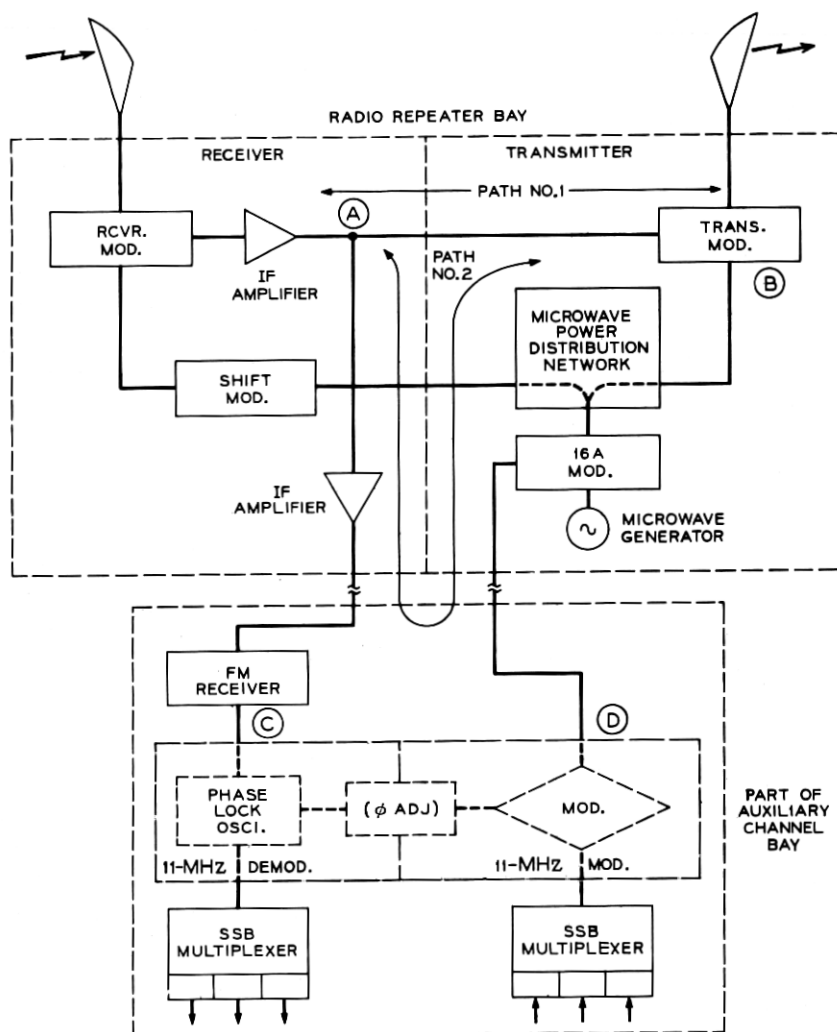 RADIO REPEATER BAY
RECEIVER
TRANSMITTER
PATH NO.1
A
RCVR.
MOD.
IF
AMPLIFIER
PATH
NO.2
TRANS.
MOD.
B
MICROWAVE
POWER
DISTRIBUTION
NETWORK
SHIFT
MOD.
16A
MOD.
IF
AMPLIFIER
MICROWAVE
GENERATOR
FM
RECEIVER
C
D
PHASE
LOCK
OSCI.
(φ ADJ)
MOD.
PART OF
AUXILIARY
CHANNEL
BAY
11-MHz DEMOD.
11-MHz MOD.
SSB
MULTIPLEXER
SSB
MULTIPLEXER